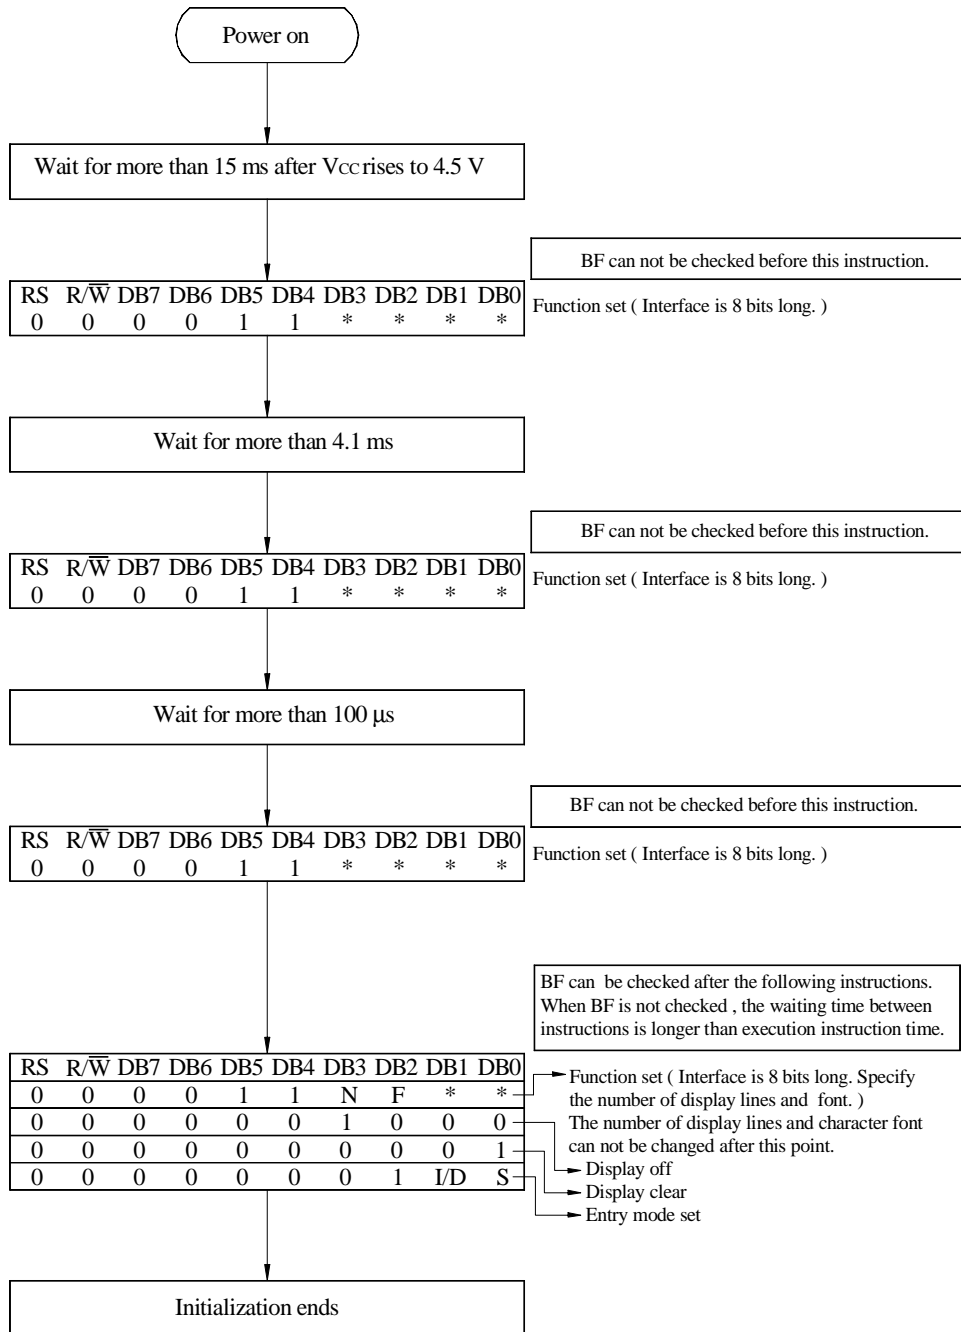 Power on
Wait for more than 15 ms after VCC rises to 4.5 V
BF can not be checked before this instruction.
RS R/W̅ DB7 DB6 DB5 DB4 DB3 DB2 DB1 DB0
Function set ( Interface is 8 bits long. )
0 0 0 0 1 1 * * * *
Wait for more than 4.1 ms
BF can not be checked before this instruction.
RS R/W̅ DB7 DB6 DB5 DB4 DB3 DB2 DB1 DB0
Function set ( Interface is 8 bits long. )
0 0 0 0 1 1 * * * *
Wait for more than 100 µs
BF can not be checked before this instruction.
RS R/W̅ DB7 DB6 DB5 DB4 DB3 DB2 DB1 DB0
Function set ( Interface is 8 bits long. )
0 0 0 0 1 1 * * * *
BF can be checked after the following instructions.
When BF is not checked , the waiting time between
instructions is longer than execution instruction time.
RS R/W̅ DB7 DB6 DB5 DB4 DB3 DB2 DB1 DB0
0 0 0 0 1 1 N F * *
0 0 0 0 0 0 1 0 0 0
0 0 0 0 0 0 0 0 0 1
0 0 0 0 0 0 0 1 I/D S
Function set ( Interface is 8 bits long. Specify
the number of display lines and font. )
The number of display lines and character font
can not be changed after this point.
Display off
Display clear
Entry mode set
Initialization ends